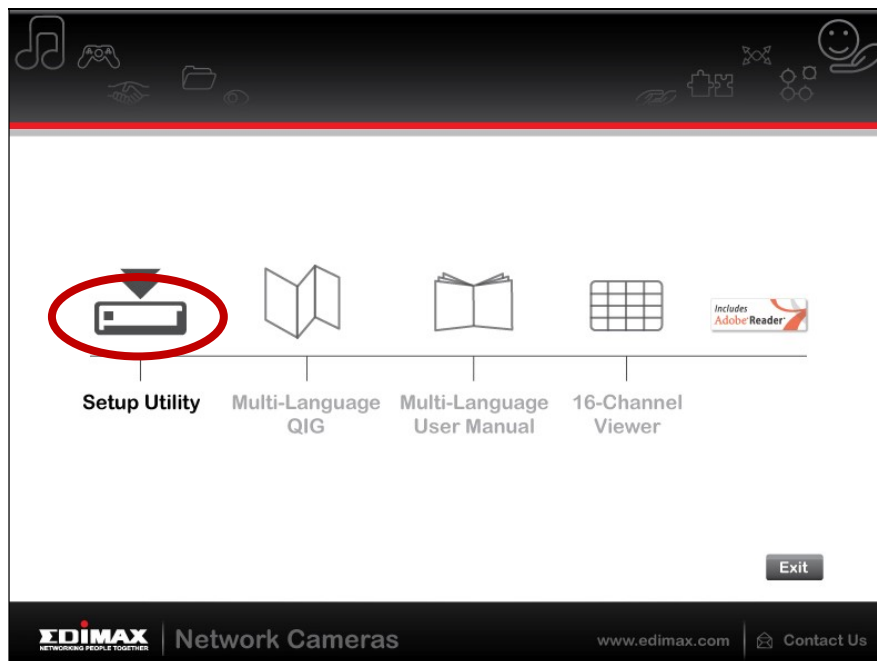 Includes
Adobe Reader
Setup Utility
Multi-Language
QIG
Multi-Language
User Manual
16-Channel
Viewer
Exit
EDIMAX
NETWORKING PEOPLE TOGETHER
Network Cameras
www.edimax.com
Contact Us